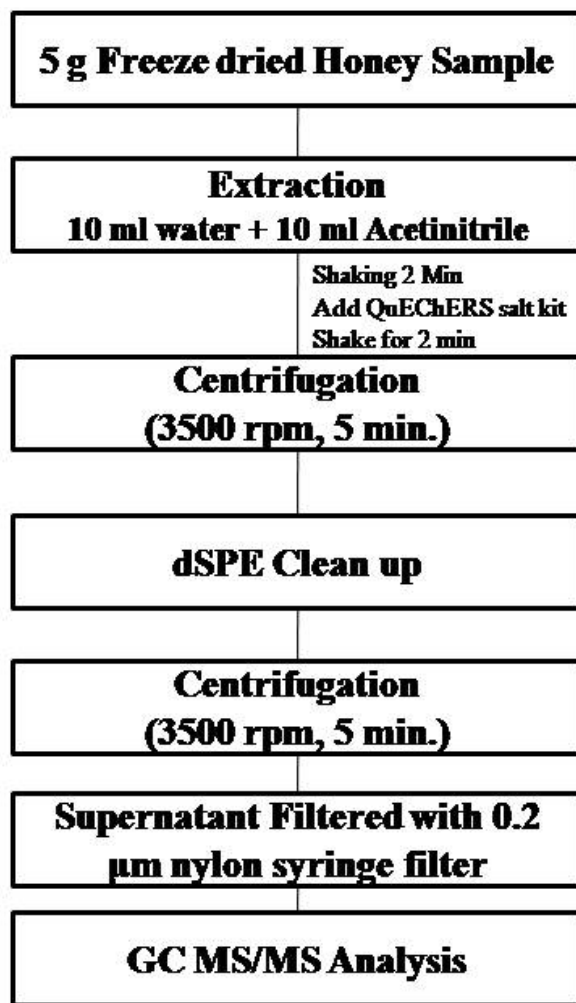 5 g Freeze dried Honey Sample
Extraction
10 ml water + 10 ml Acetinitrile
Shaking 2 Min
Add QuEChERS salt kit
Shake for 2 min
Centrifugation
(3500 rpm, 5 min.)
dSPE Clean up
Centrifugation
(3500 rpm, 5 min.)
Supernatant Filtered with 0.2
µm nylon syringe filter
GC MS/MS Analysis